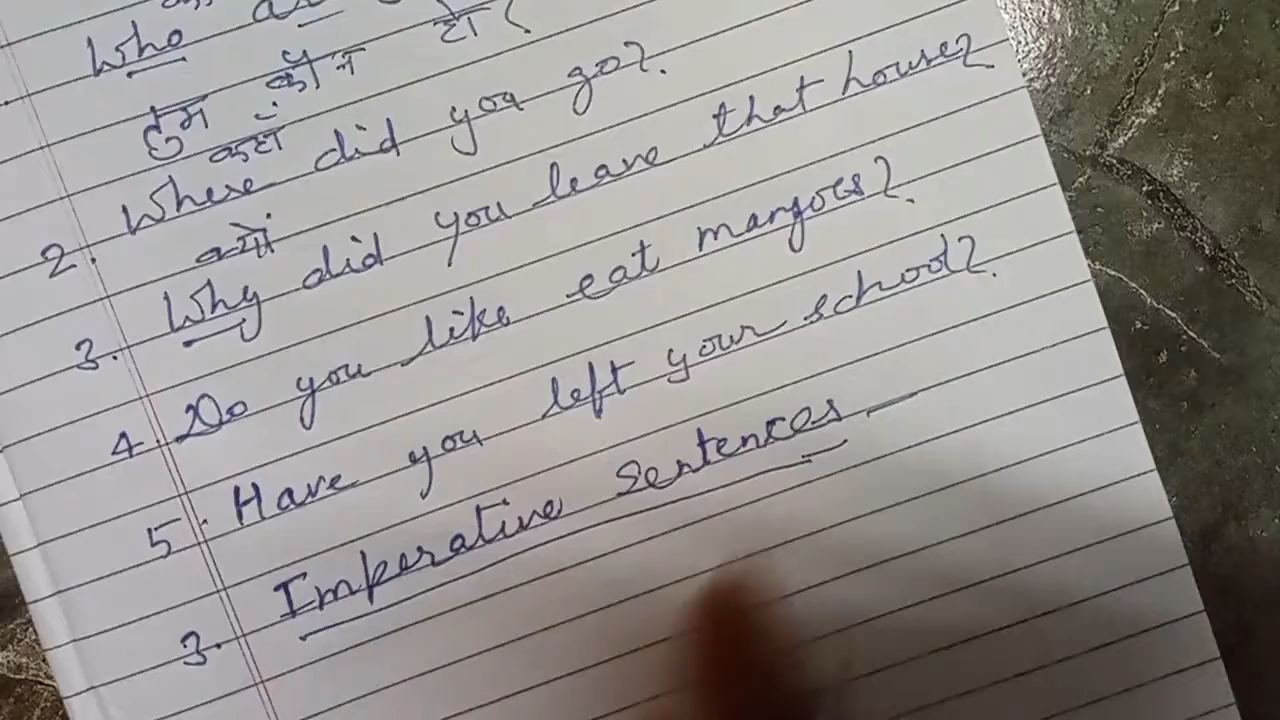 Who
तुम कौन हो?
कहाँ
2. Where did you go?
क्यों
3. Why did you leave that house?
4. Do you like eat mangoes?
5. Have you left your school?
3. Imperative Sentences —